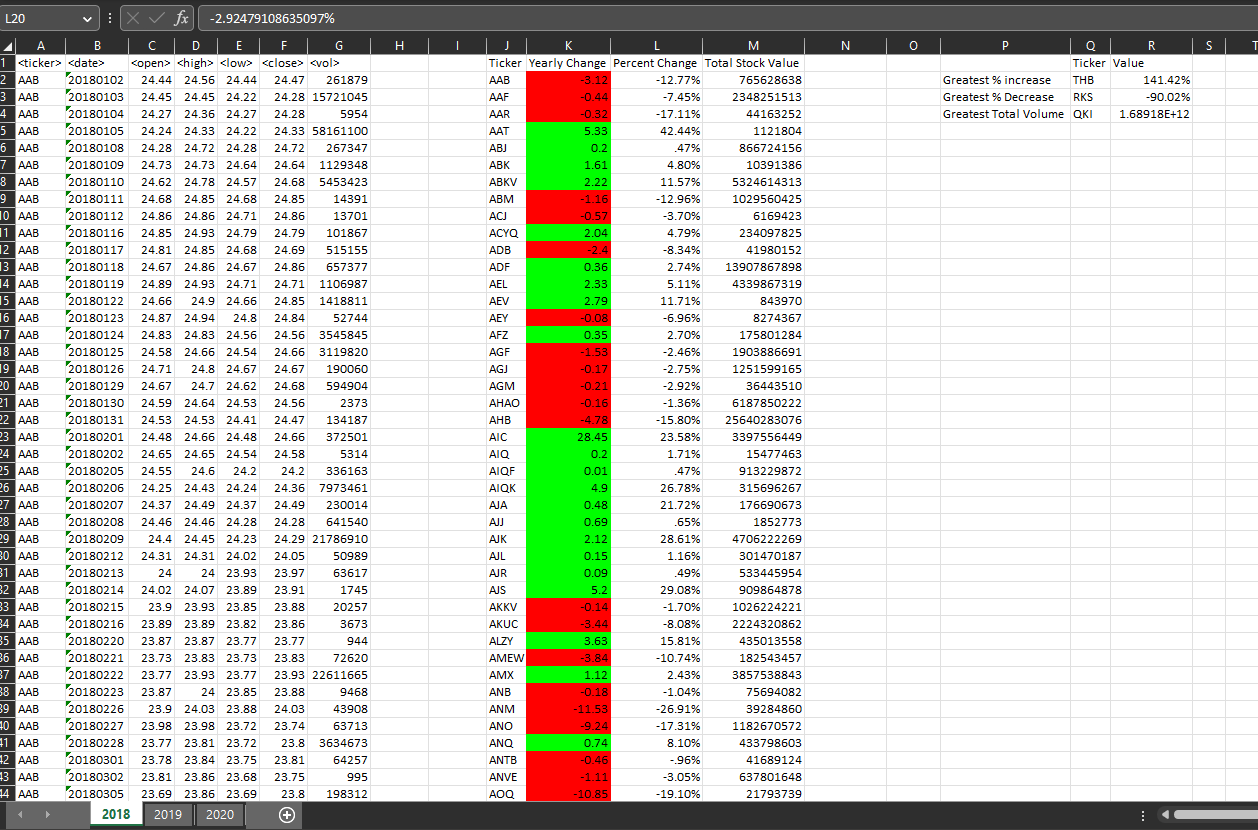 L20 fx -2.92479108635097%
A B C D E F G H I J K L M N O P Q R S T
1 <ticker> <date> <open> <high> <low> <close> <vol> Ticker Yearly Change Percent Change Total Stock Value Ticker Value
2 AAB 20180102 24.44 24.56 24.44 24.47 261879 AAB -3.12 -12.77% 765628638 Greatest % increase THB 141.42%
3 AAB 20180103 24.45 24.45 24.22 24.28 15721045 AAF -0.44 -7.45% 2348251513 Greatest % Decrease RKS -90.02%
4 AAB 20180104 24.27 24.36 24.27 24.28 5954 AAR -0.32 -17.11% 44163252 Greatest Total Volume QKI 1.68918E+12
5 AAB 20180105 24.24 24.33 24.22 24.33 58161100 AAT 5.33 42.44% 1121804
6 AAB 20180108 24.28 24.72 24.28 24.72 267347 ABJ 0.2 .47% 866724156
7 AAB 20180109 24.73 24.73 24.64 24.64 1129348 ABK 1.61 4.80% 10391386
8 AAB 20180110 24.62 24.78 24.57 24.68 5453423 ABKV 2.22 11.57% 5324614313
9 AAB 20180111 24.68 24.85 24.68 24.85 14391 ABM -1.16 -12.96% 1029560425
10 AAB 20180112 24.86 24.86 24.71 24.86 13701 ACJ -0.57 -3.70% 6169423
11 AAB 20180116 24.85 24.93 24.79 24.79 101867 ACYQ 2.04 4.79% 234097825
12 AAB 20180117 24.81 24.85 24.68 24.69 515155 ADB -2.4 -8.34% 41980152
13 AAB 20180118 24.67 24.86 24.67 24.86 657377 ADF 0.36 2.74% 13907867898
14 AAB 20180119 24.89 24.93 24.71 24.71 1106987 AEL 2.33 5.11% 4339867319
15 AAB 20180122 24.66 24.9 24.66 24.85 1418811 AEV 2.79 11.71% 843970
16 AAB 20180123 24.87 24.94 24.8 24.84 52744 AEY -0.08 -6.96% 8274367
17 AAB 20180124 24.83 24.83 24.56 24.56 3545845 AFZ 0.35 2.70% 175801284
18 AAB 20180125 24.58 24.66 24.54 24.66 3119820 AGF -1.53 -2.46% 1903886691
19 AAB 20180126 24.71 24.8 24.67 24.67 190060 AGJ -0.17 -2.75% 1251599165
20 AAB 20180129 24.67 24.7 24.62 24.68 594904 AGM -0.21 -2.92% 36443510
21 AAB 20180130 24.59 24.64 24.53 24.56 2373 AHAO -0.16 -1.36% 6187850222
22 AAB 20180131 24.53 24.53 24.41 24.47 134187 AHB -4.78 -15.80% 25640283076
23 AAB 20180201 24.48 24.66 24.48 24.66 372501 AIC 28.45 23.58% 3397556449
24 AAB 20180202 24.65 24.65 24.54 24.58 5314 AIQ 0.2 1.71% 15477463
25 AAB 20180205 24.55 24.6 24.2 24.2 336163 AIQF 0.01 .47% 913229872
26 AAB 20180206 24.25 24.43 24.24 24.36 7973461 AIQK 4.9 26.78% 315696267
27 AAB 20180207 24.37 24.49 24.37 24.49 230014 AJA 0.48 21.72% 176690673
28 AAB 20180208 24.46 24.46 24.28 24.28 641540 AJJ 0.69 .65% 1852773
29 AAB 20180209 24.4 24.45 24.23 24.29 21786910 AJK 2.12 28.61% 4706222269
30 AAB 20180212 24.31 24.31 24.02 24.05 50989 AJL 0.15 1.16% 301470187
31 AAB 20180213 24 24 23.93 23.97 63617 AJR 0.09 .49% 533445954
32 AAB 20180214 24.02 24.07 23.89 23.91 1745 AJS 5.2 29.08% 909864878
33 AAB 20180215 23.9 23.93 23.85 23.88 20257 AKKV -0.14 -1.70% 1026224221
34 AAB 20180216 23.89 23.89 23.82 23.86 3673 AKUC -3.44 -8.08% 2224320862
35 AAB 20180220 23.87 23.87 23.77 23.77 944 ALZY 3.63 15.81% 435013558
36 AAB 20180221 23.73 23.83 23.73 23.83 72620 AMEW -3.84 -10.74% 182543457
37 AAB 20180222 23.77 23.93 23.77 23.93 22611665 AMX 1.12 2.43% 3857538843
38 AAB 20180223 23.87 24 23.85 23.88 9468 ANB -0.18 -1.04% 75694082
39 AAB 20180226 23.9 24.03 23.88 24.03 43908 ANM -11.53 -26.91% 39284860
40 AAB 20180227 23.98 23.98 23.72 23.74 63713 ANO -9.24 -17.31% 1182670572
41 AAB 20180228 23.77 23.81 23.72 23.8 3634673 ANQ 0.74 8.10% 433798603
42 AAB 20180301 23.78 23.84 23.75 23.81 64257 ANTB -0.46 -.96% 41689124
43 AAB 20180302 23.81 23.86 23.68 23.75 995 ANVE -1.11 -3.05% 637801648
44 AAB 20180305 23.69 23.86 23.69 23.8 198312 AOQ -10.85 -19.10% 21793739
2018 2019 2020